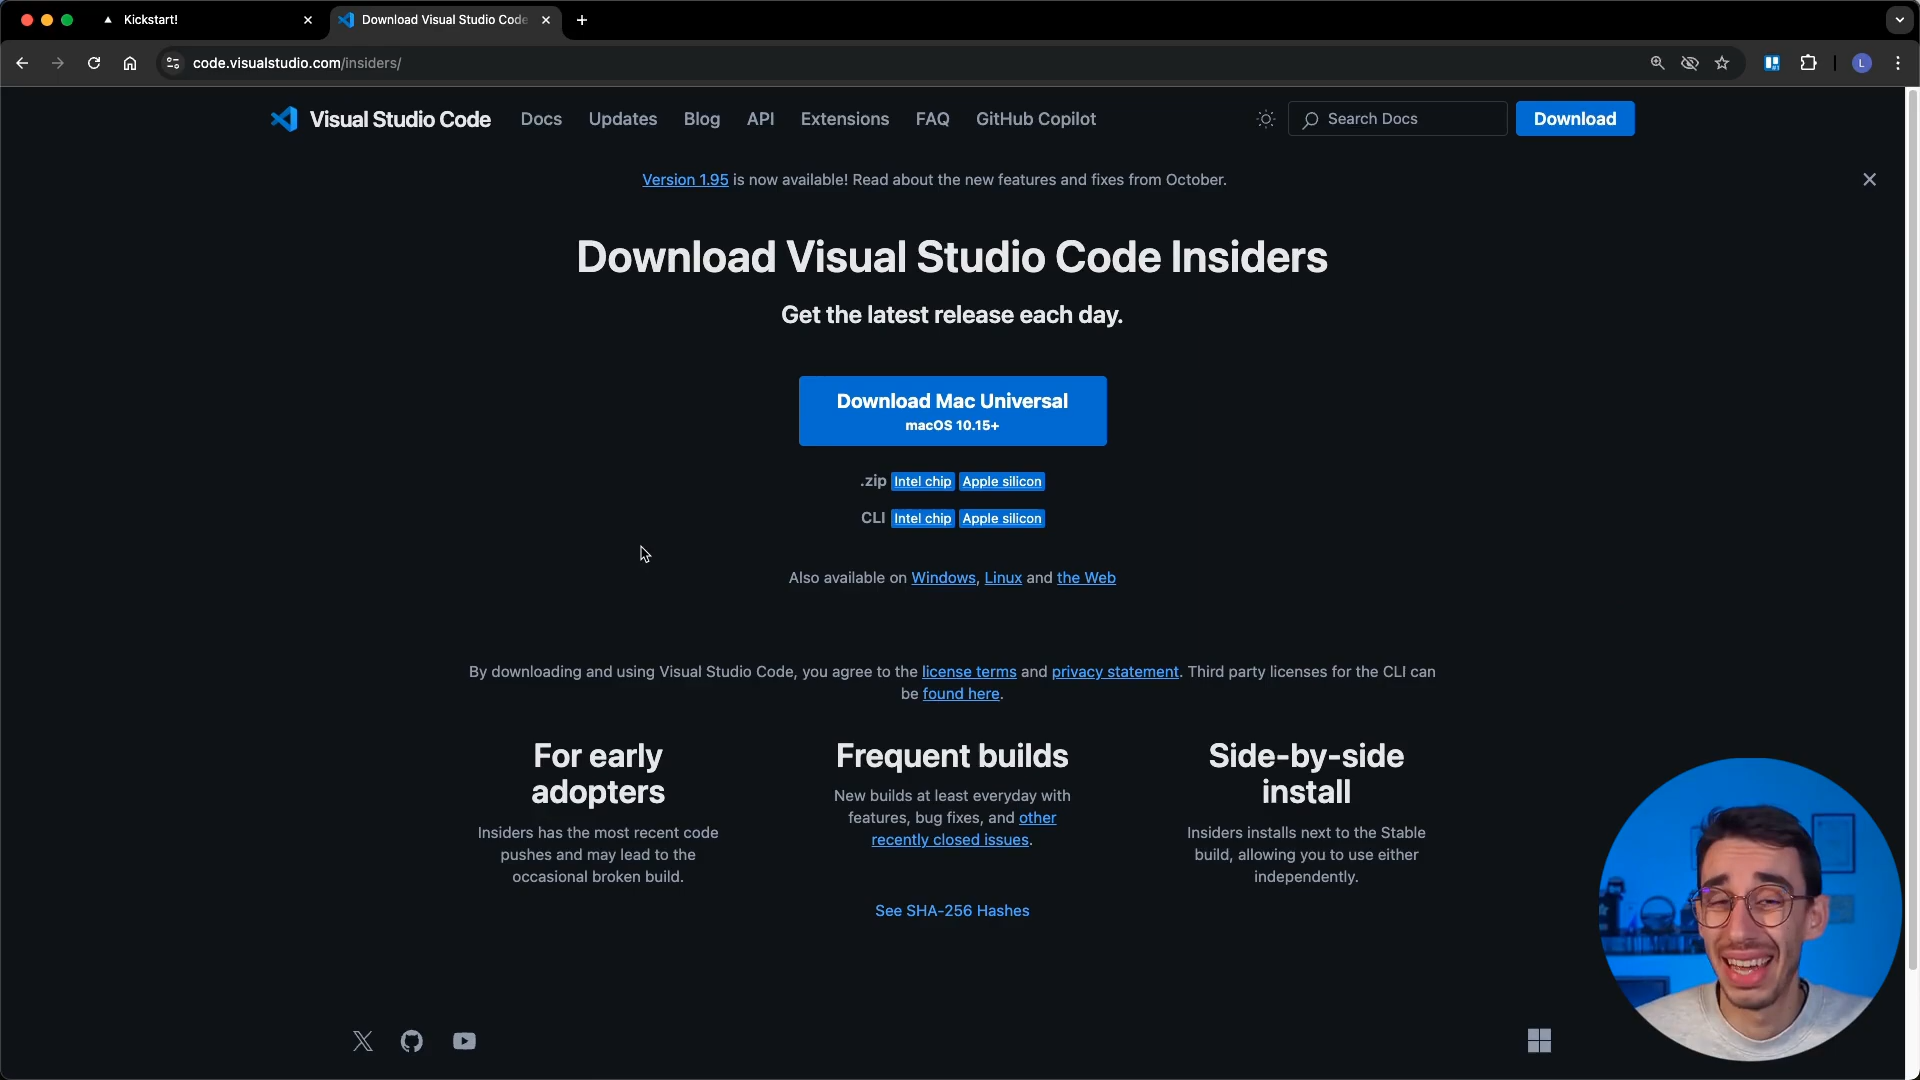 Kickstart!
Download Visual Studio Code
code.visualstudio.com/insiders/
L
Visual Studio Code
Docs
Updates
Blog
API
Extensions
FAQ
GitHub Copilot
Search Docs
Download
Version 1.95 is now available! Read about the new features and fixes from October.
Download Visual Studio Code Insiders
Get the latest release each day.
Download Mac Universal
macOS 10.15+
.zip Intel chip Apple silicon
CLI Intel chip Apple silicon
Also available on Windows, Linux and the Web
By downloading and using Visual Studio Code, you agree to the license terms and privacy statement. Third party licenses for the CLI can
be found here.
For early
adopters
Insiders has the most recent code
pushes and may lead to the
occasional broken build.
Frequent builds
New builds at least everyday with
features, bug fixes, and other
recently closed issues.
Side-by-side
install
Insiders installs next to the Stable
build, allowing you to use either
independently.
See SHA-256 Hashes